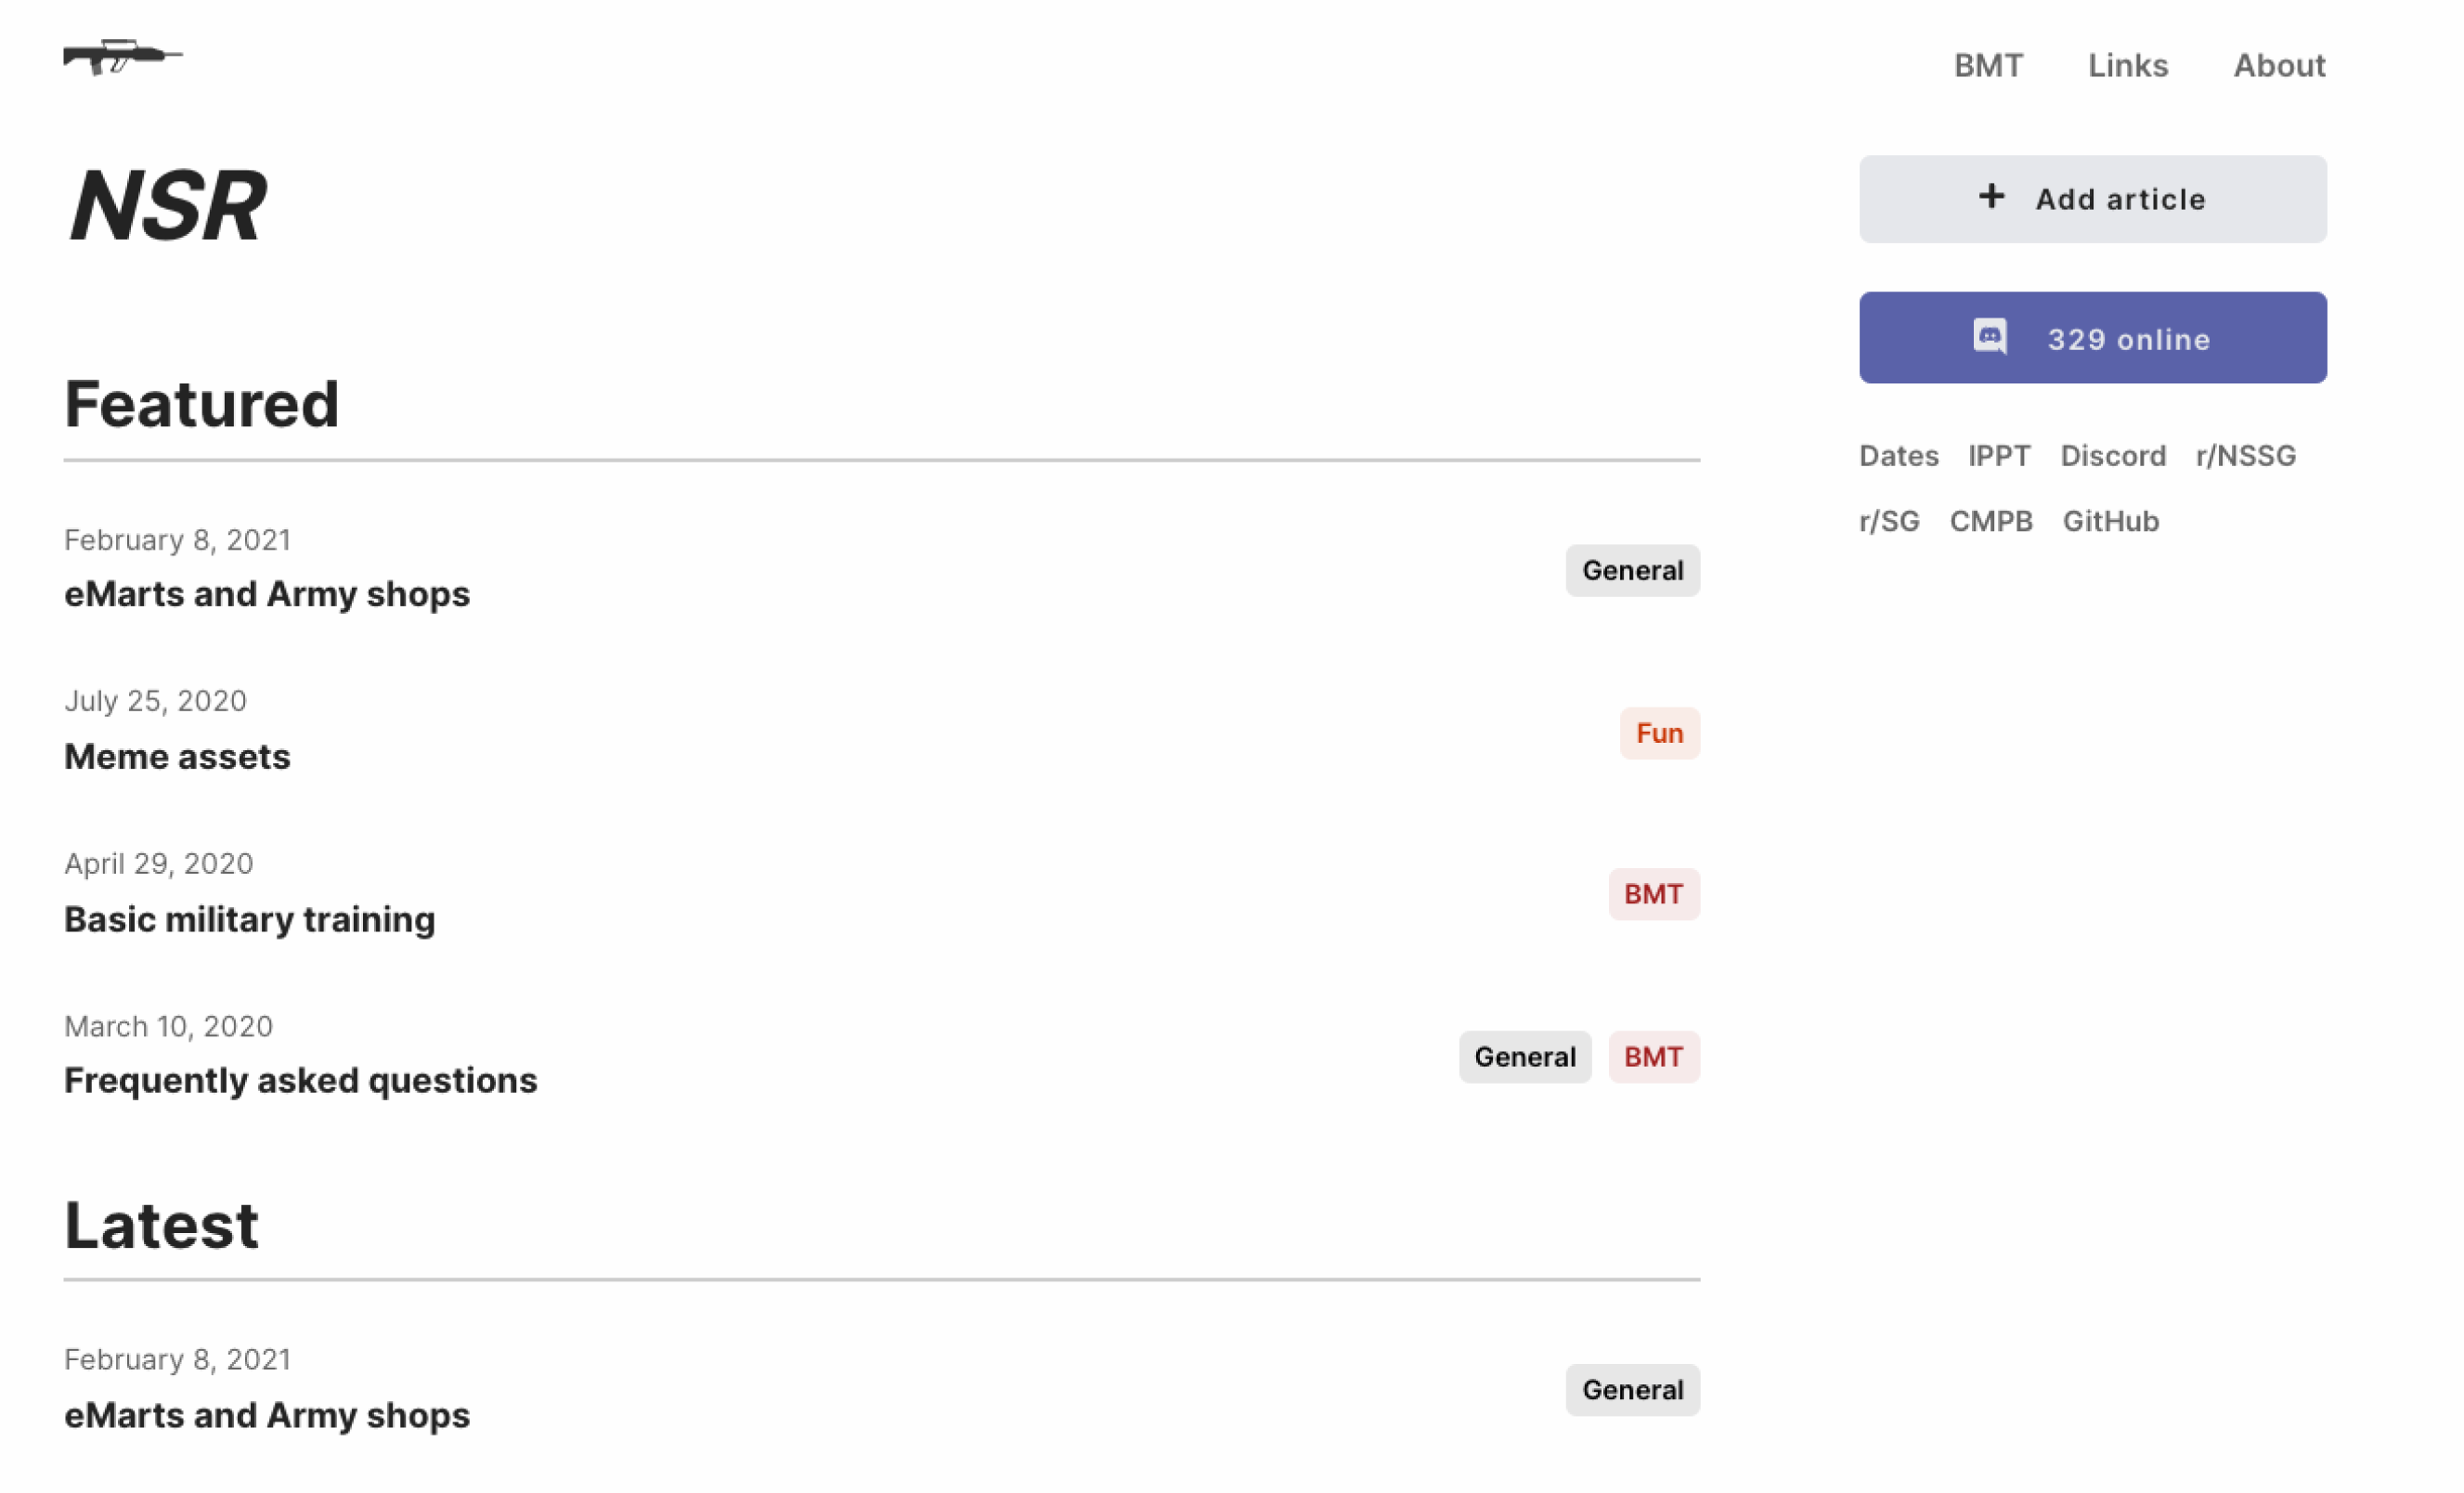 BMT Links About
NSR
Add article
329 online
Dates IPPT Discord r/NSSG
r/SG CMPB GitHub
Featured
February 8, 2021
eMarts and Army shops
General
July 25, 2020
Meme assets
Fun
April 29, 2020
Basic military training
BMT
March 10, 2020
Frequently asked questions
General BMT
Latest
February 8, 2021
eMarts and Army shops
General